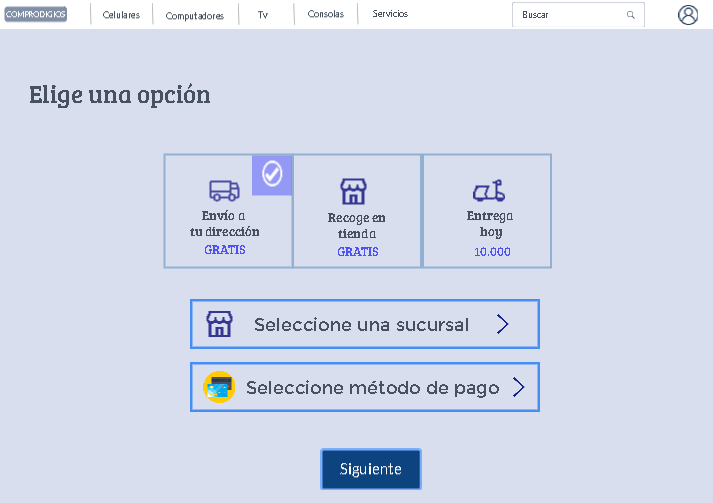 COMPRODIGIOS
Celulares
Computadores
Tv
Consolas
Servicios
Buscar
Elige una opción
Envío a
tu dirección
GRATIS
Recoge en
tienda
GRATIS
Entrega
hoy
10.000
Seleccione una sucursal
Seleccione método de pago
Siguiente